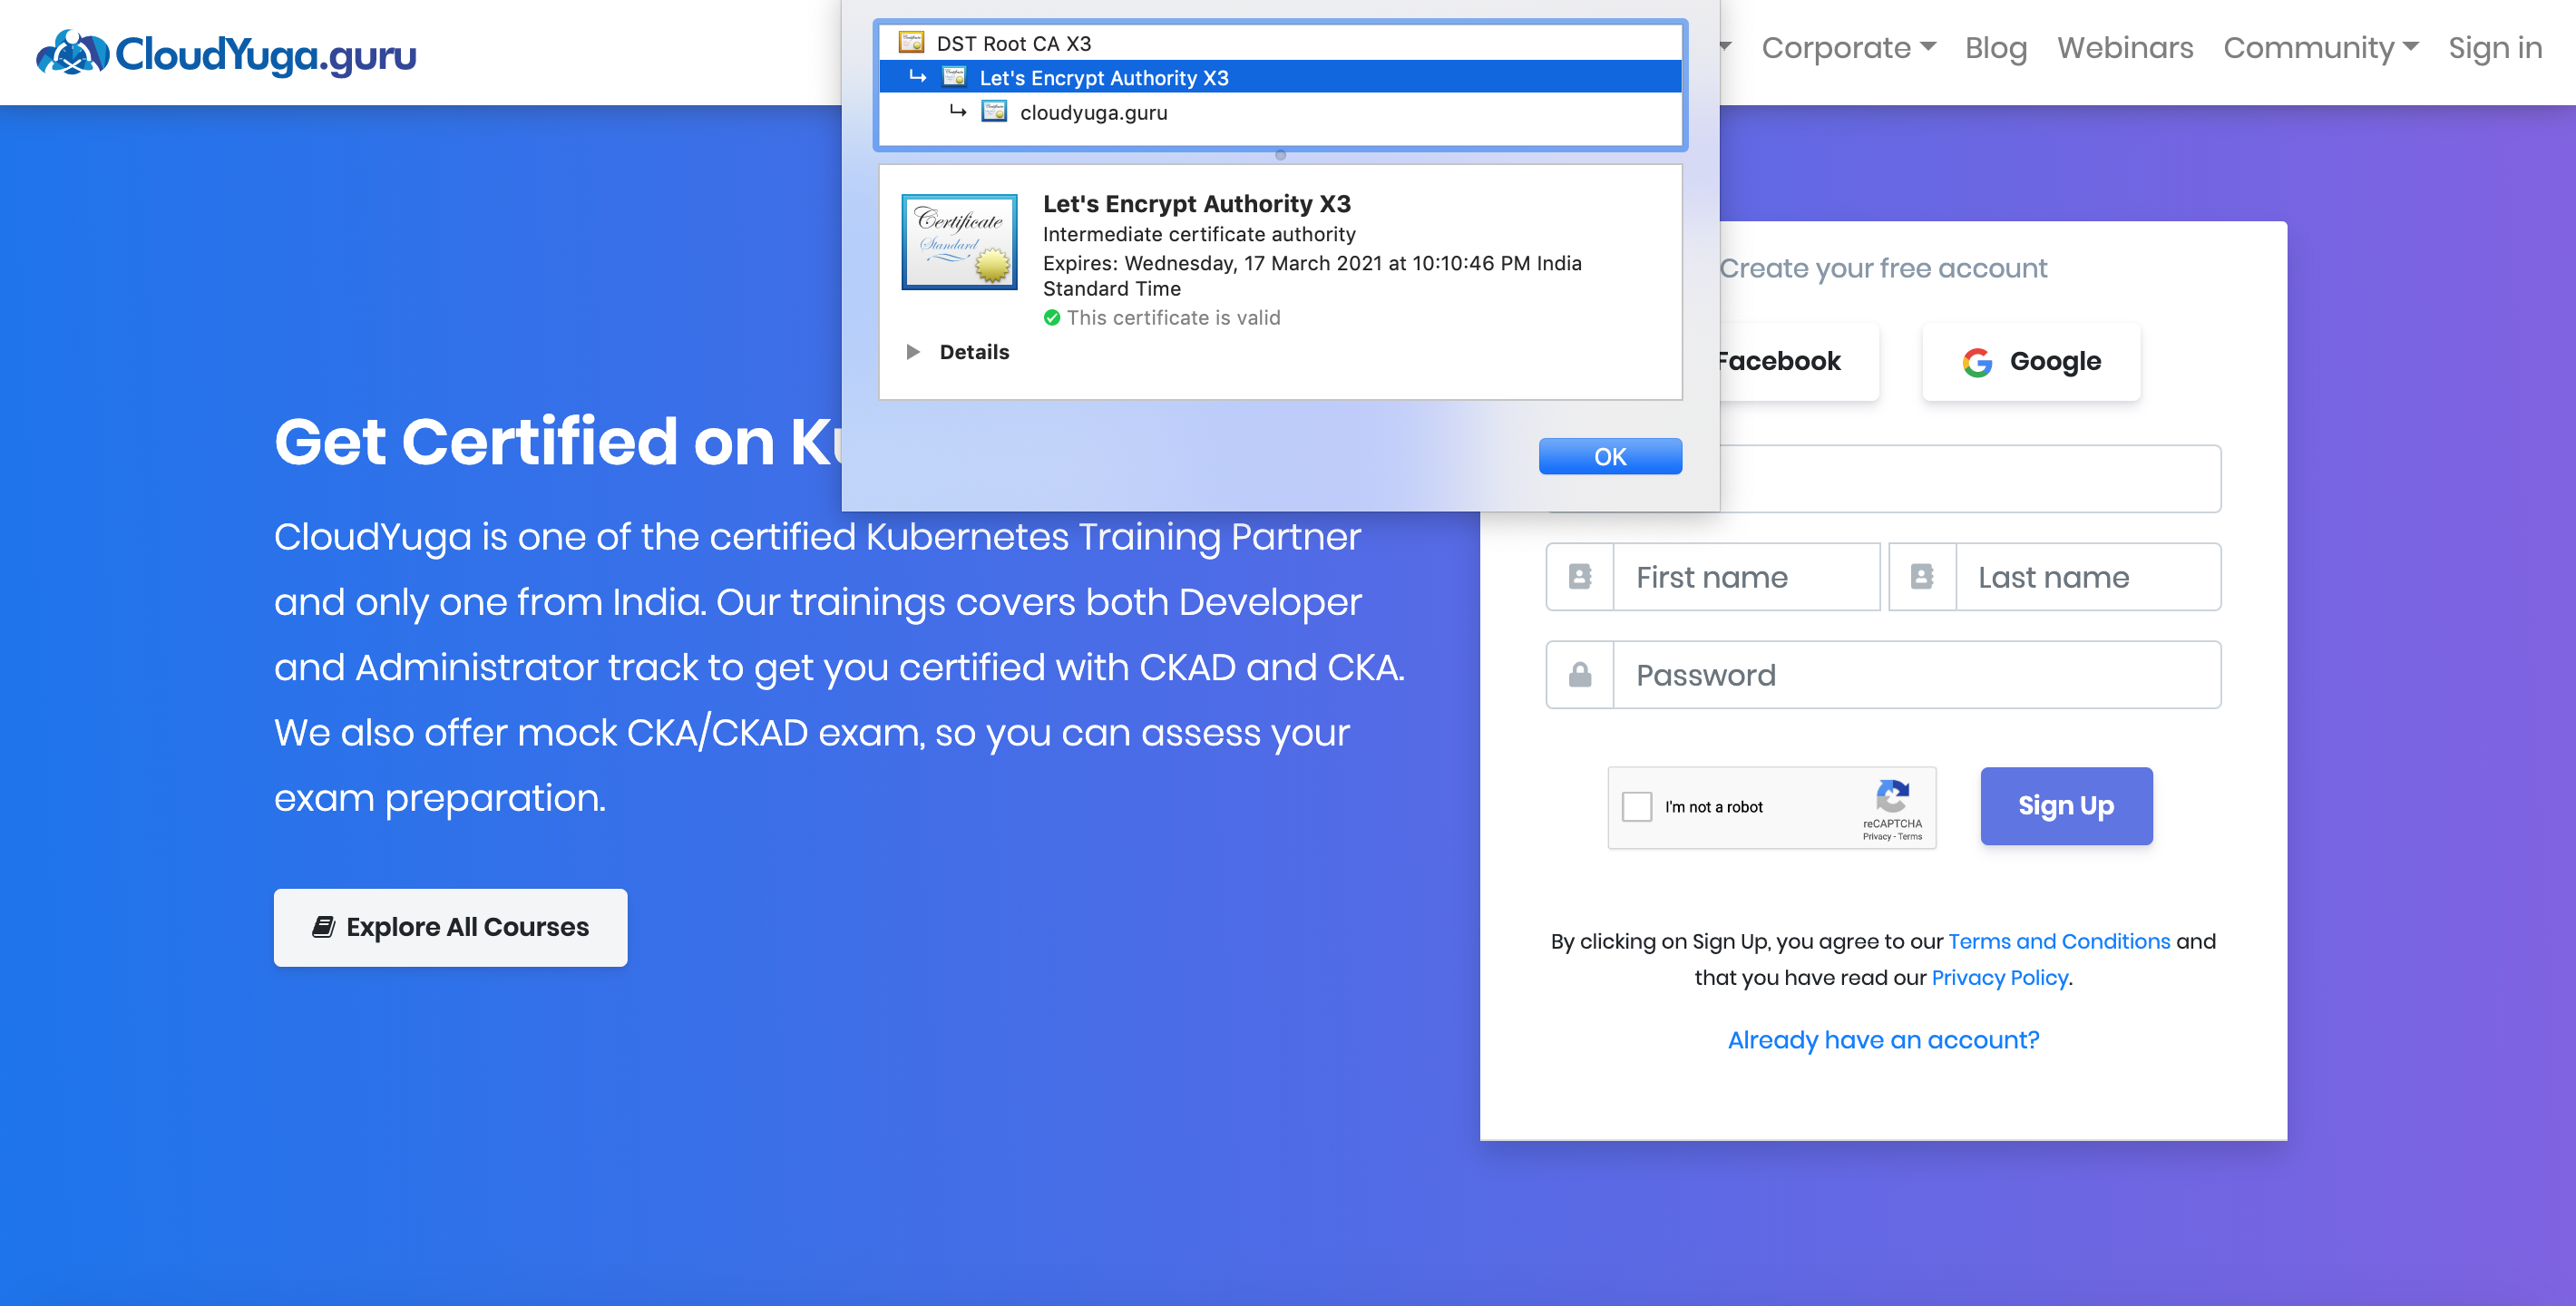 CloudYuga.guru
Corporate
Blog
Webinars
Community
Sign in
DST Root CA X3
Let's Encrypt Authority X3
cloudyuga.guru
Certificate
Standard
Let's Encrypt Authority X3
Intermediate certificate authority
Expires: Wednesday, 17 March 2021 at 10:10:46 PM India
Standard Time
This certificate is valid
Details
OK
Get Certified on Ku
CloudYuga is one of the certified Kubernetes Training Partner
and only one from India. Our trainings covers both Developer
and Administrator track to get you certified with CKAD and CKA.
We also offer mock CKA/CKAD exam, so you can assess your
exam preparation.
Explore All Courses
Create your free account
Facebook
Google
First name
Last name
Password
I'm not a robot
reCAPTCHA
Privacy - Terms
Sign Up
By clicking on Sign Up, you agree to our Terms and Conditions and
that you have read our Privacy Policy.
Already have an account?